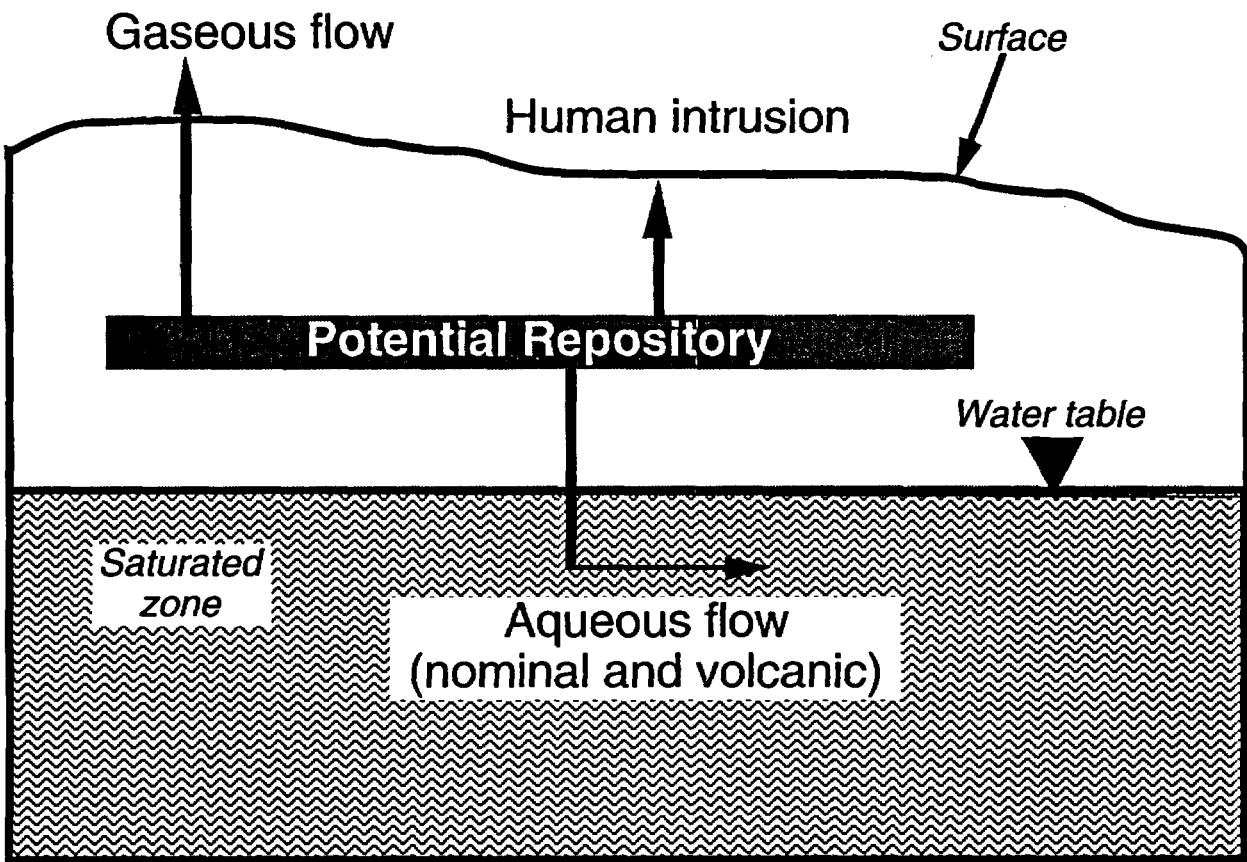 Gaseous flow
Surface
Human intrusion
Potential Repository
Water table
Saturated
zone
Aqueous flow
(nominal and volcanic)